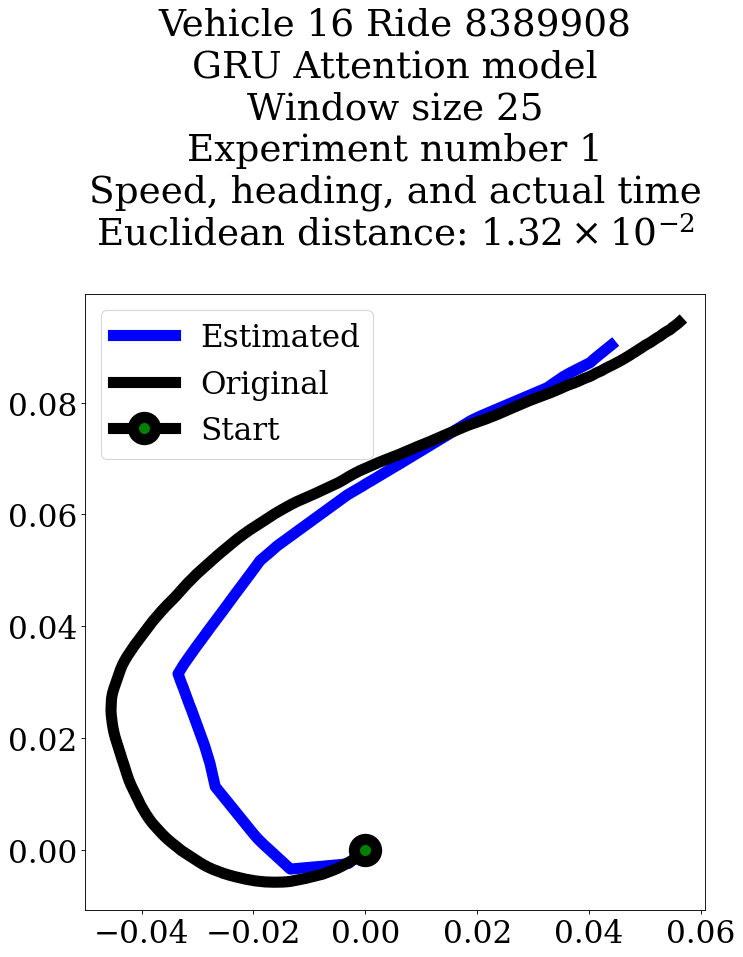 Vehicle 16 Ride 8389908
GRU Attention model
Window size 25
Experiment number 1
Speed, heading, and actual time
Euclidean distance: 1.32 × 10⁻²
Estimated
Original
Start
0.08
0.06
0.04
0.02
0.00
−0.04 −0.02 0.00 0.02 0.04 0.06